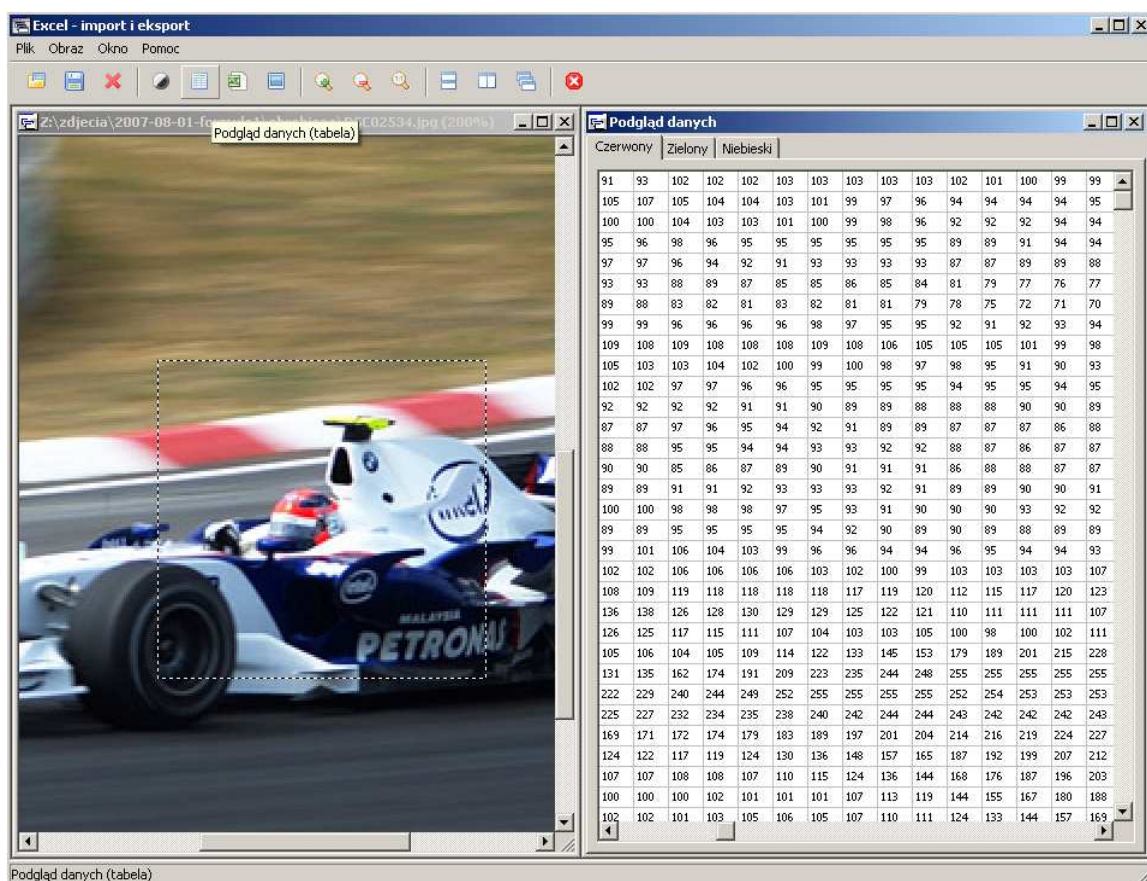 Excel - import i eksport
Plik Obraz Okno Pomoc
(200%)
Podgląd danych (tabela)
Podgląd danych
Czerwony Zielony Niebieski
91 93 102 102 102 103 103 103 103 103 102 101 100 99 99
105 107 105 104 104 103 101 99 97 96 94 94 94 94 95
100 100 104 103 103 101 100 99 98 96 92 92 92 94 94
95 96 98 96 95 95 95 95 95 95 89 89 91 94 94
97 97 96 94 92 91 93 93 93 93 87 87 89 89 88
93 93 88 89 87 85 85 86 85 84 81 79 77 76 77
89 88 83 82 81 83 82 81 81 79 78 75 72 71 70
99 99 96 96 96 96 98 97 95 95 92 91 92 93 94
109 108 109 108 108 108 109 108 106 105 105 105 101 99 98
105 103 103 104 102 100 99 100 98 97 98 95 91 90 93
102 102 97 97 96 96 95 95 95 95 94 95 95 94 95
92 92 92 92 91 91 90 89 89 88 88 88 90 90 89
87 87 97 96 95 94 92 91 89 89 87 87 87 86 88
88 88 95 95 94 94 93 93 92 92 88 87 86 87 87
90 90 85 86 87 89 90 91 91 91 86 88 88 87 87
89 89 91 91 92 93 93 93 92 91 89 89 90 90 91
100 100 98 98 98 97 95 93 91 90 90 90 93 92 92
89 89 95 95 95 95 94 92 90 89 90 89 88 89 89
99 101 106 104 103 99 96 96 94 94 96 95 94 94 93
102 102 106 106 106 106 103 102 100 99 103 103 103 103 107
108 109 119 118 118 118 118 117 119 120 112 115 117 120 123
136 138 126 128 130 129 129 125 122 121 110 111 111 111 107
126 125 117 115 111 107 104 103 103 105 100 98 100 102 111
105 106 104 105 109 114 122 133 145 153 179 189 201 215 228
131 135 162 174 191 209 223 235 244 248 255 255 255 255 255
222 229 240 244 249 252 255 255 255 255 252 254 253 253 253
225 227 232 234 235 238 240 242 244 244 243 242 242 242 243
169 171 172 174 179 183 189 197 201 204 214 216 219 224 227
124 122 117 119 124 130 136 148 157 165 187 192 199 207 212
107 107 108 108 107 110 115 124 136 144 168 176 187 196 203
100 100 100 102 101 101 101 107 113 119 144 155 167 180 188
102 102 101 103 105 106 105 107 110 111 124 133 144 157 169
intel
intel
MALAYSIA
PETRONAS
Podgląd danych (tabela)